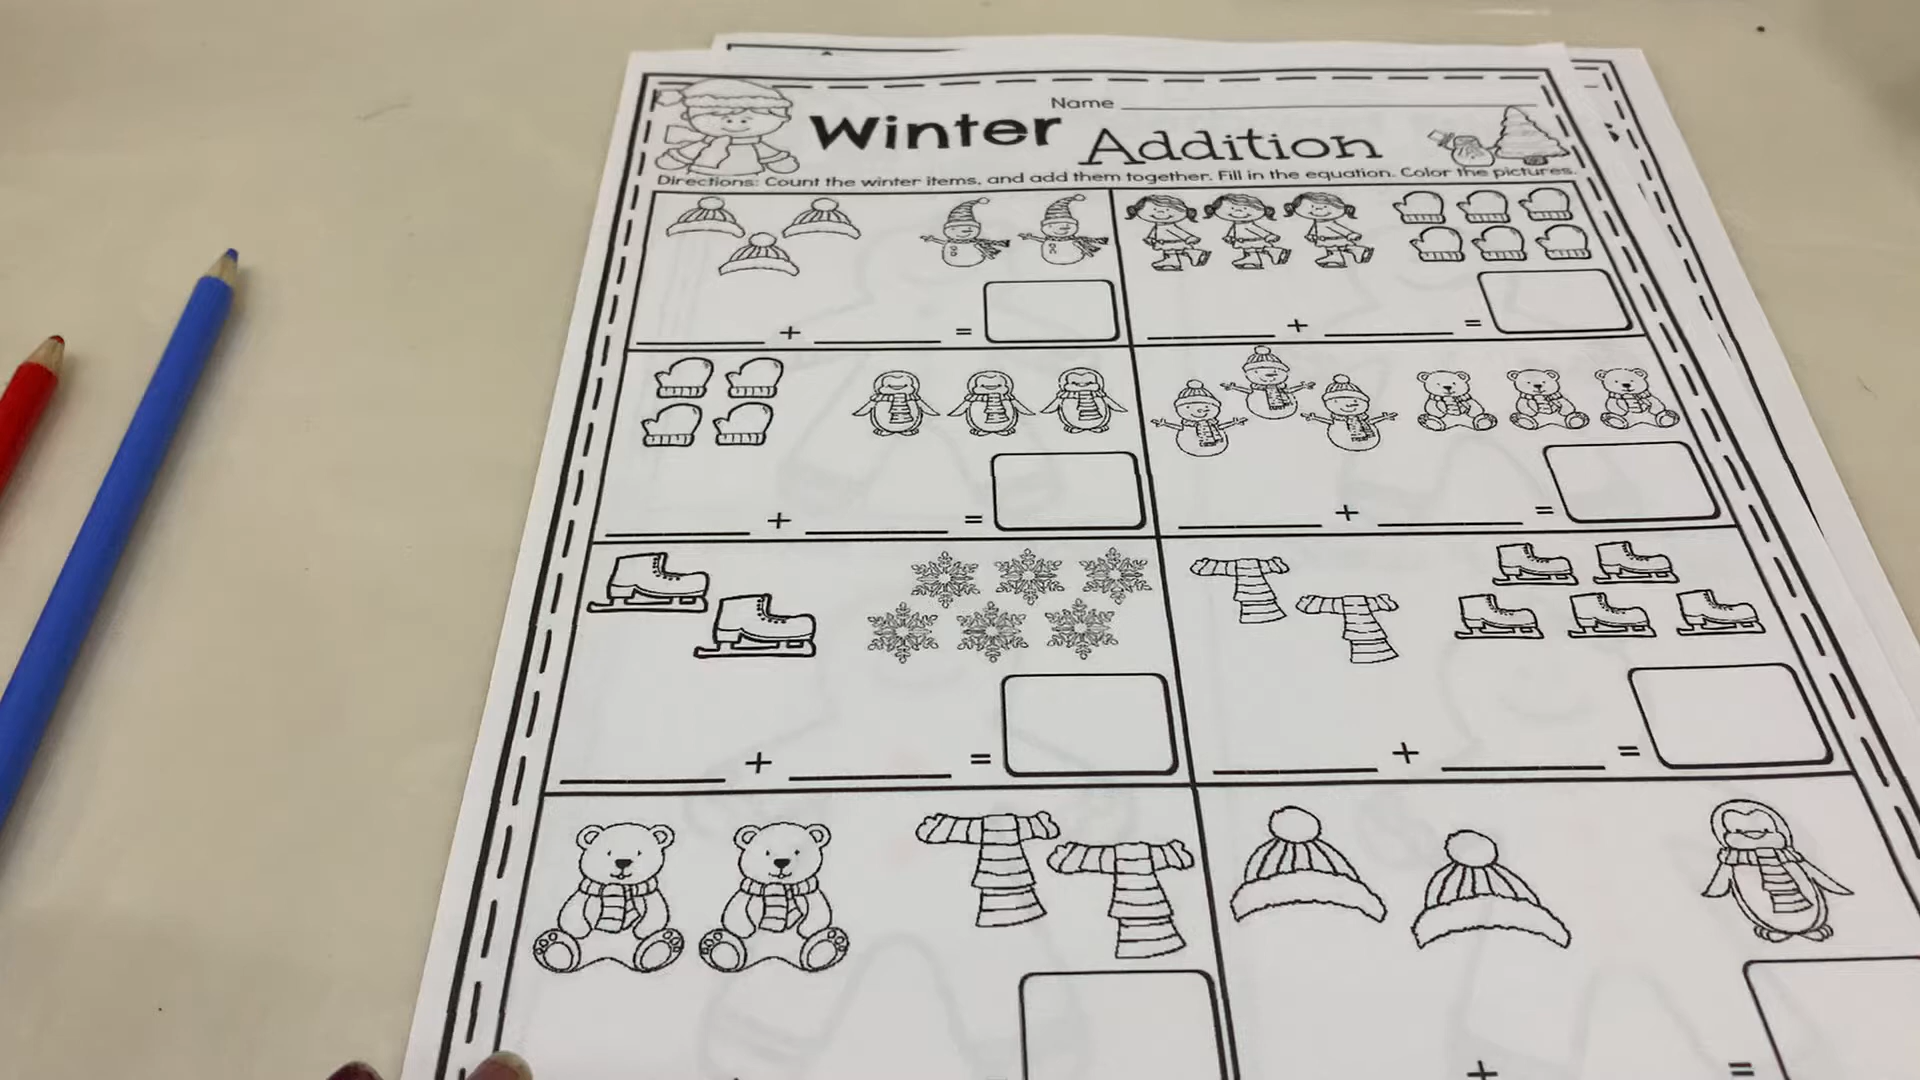 Name
Winter Addition
Directions: Count the winter items, and add them together. Fill in the equation. Color the pictures.
+ = + =
+ = + =
+ = + =
+ =